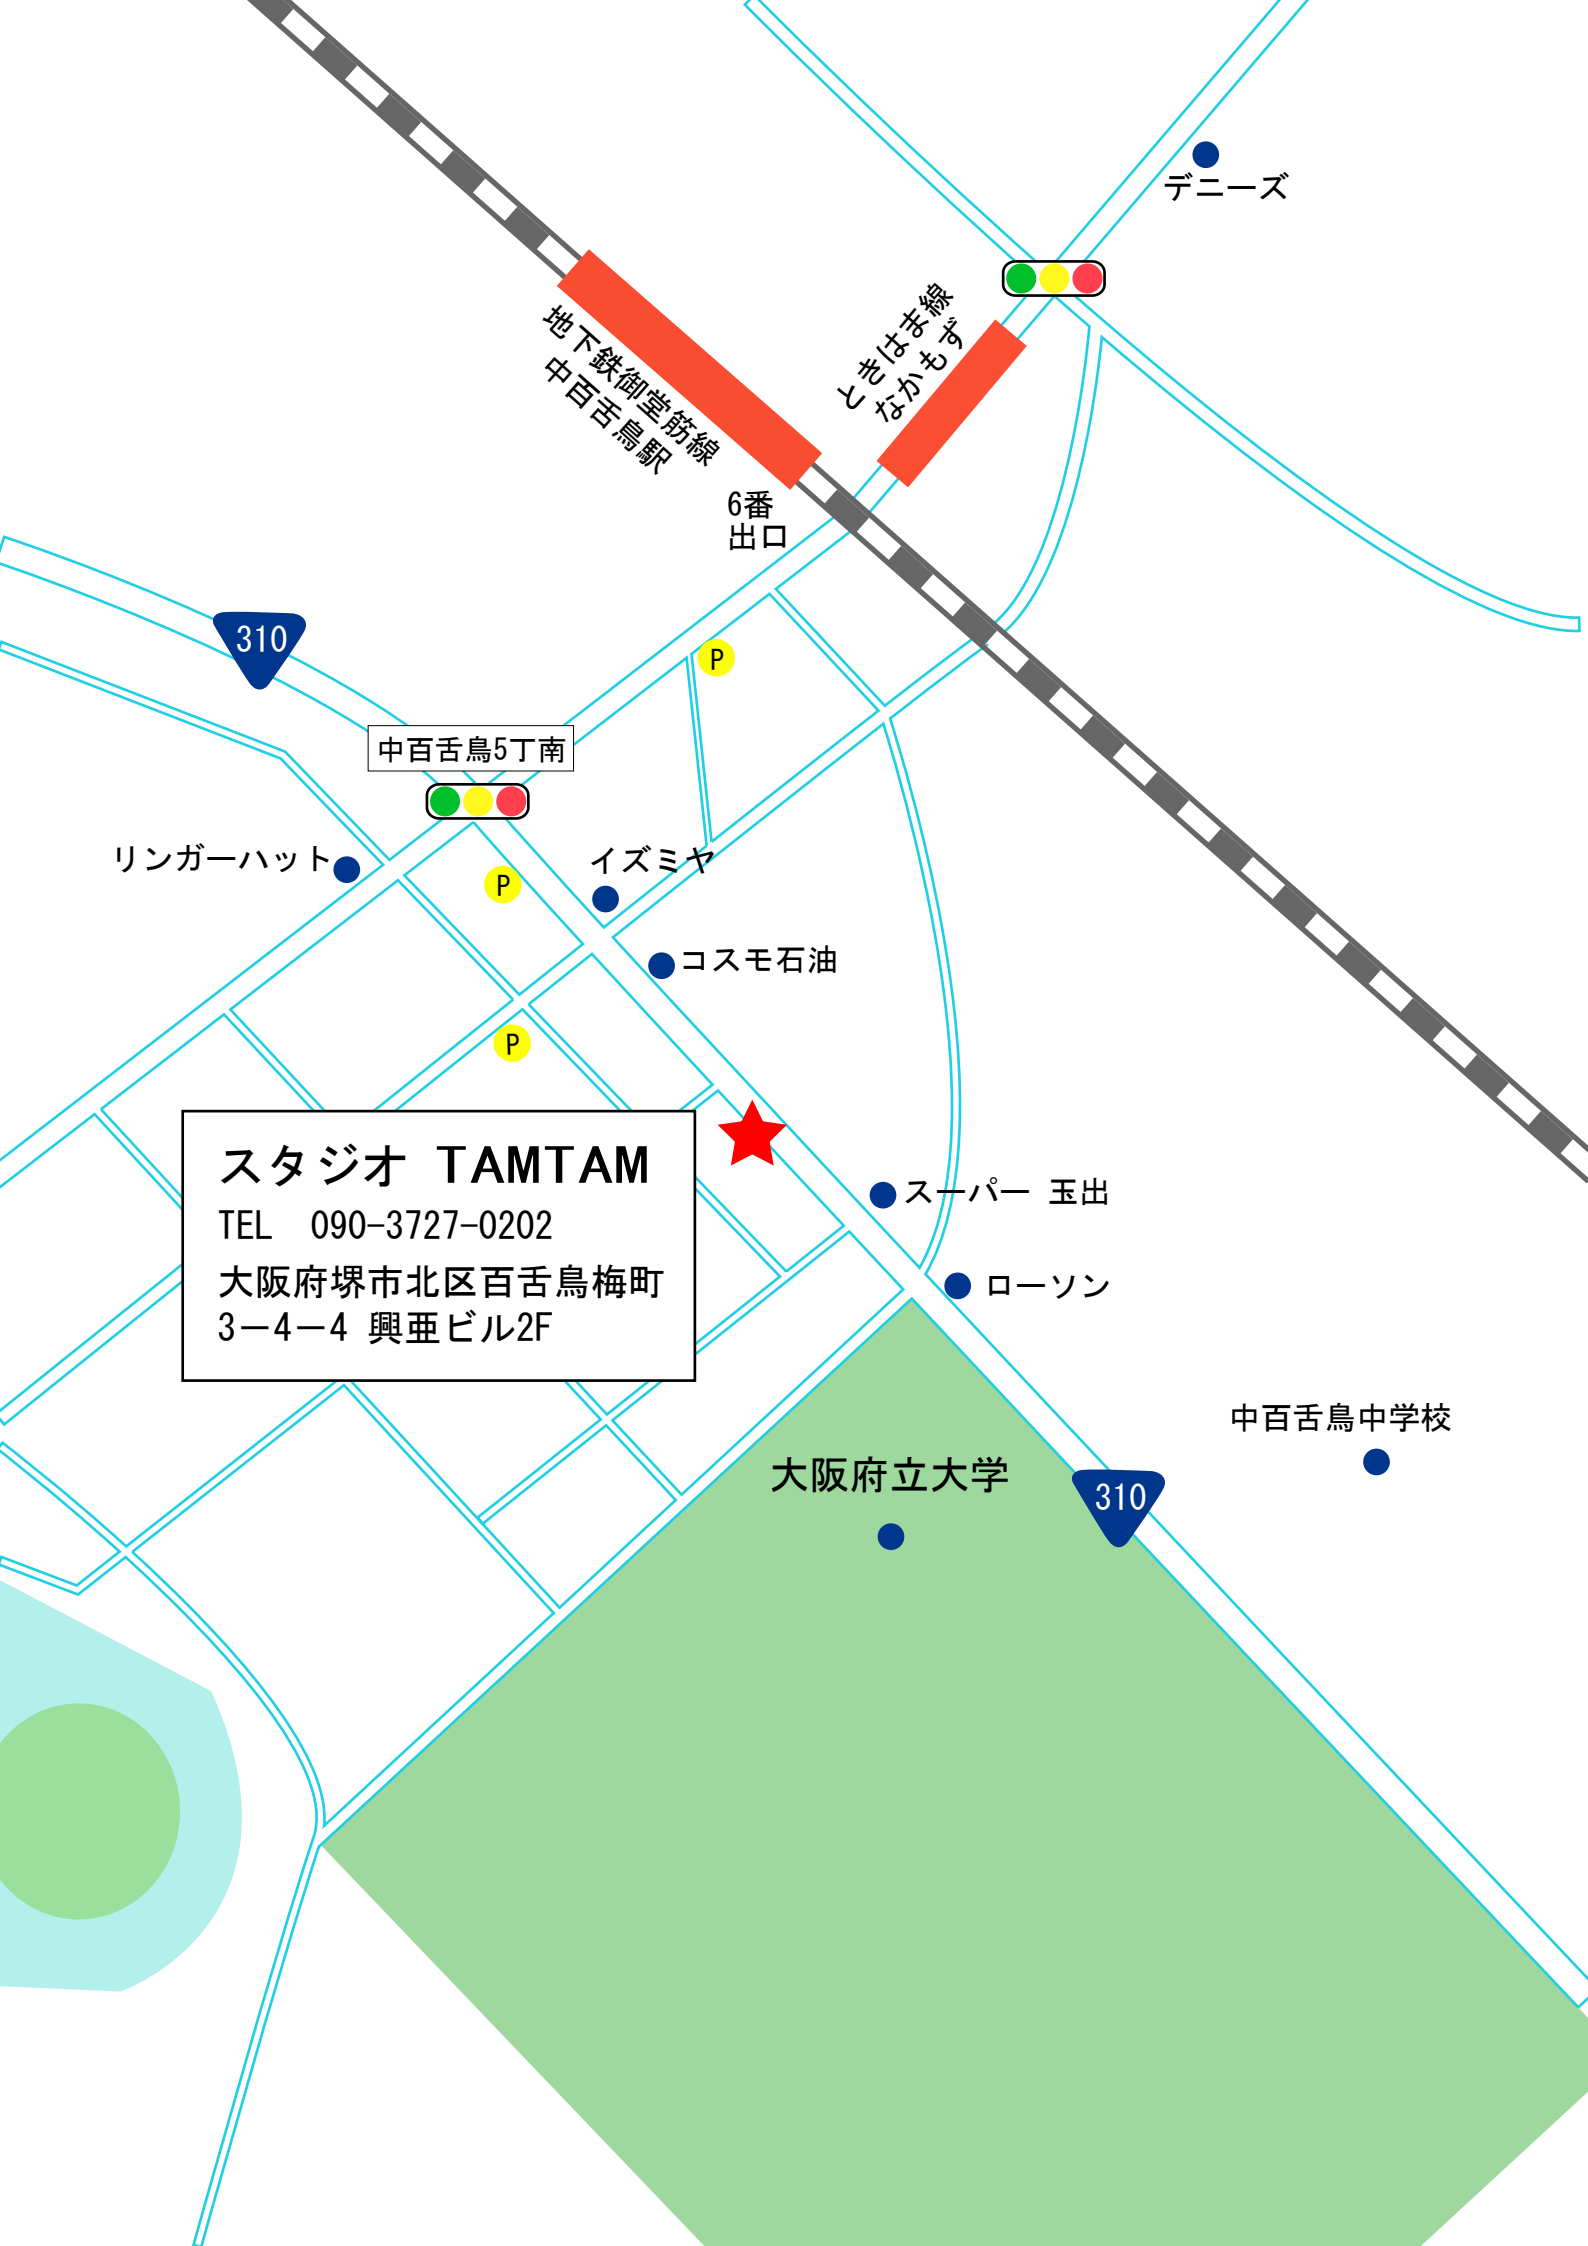 デニーズ
ときはま線
なかもず
地下鉄御堂筋線
中百舌鳥駅
6番
出口
310
P
中百舌鳥5丁南
リンガーハット
P
イズミヤ
コスモ石油
P
スタジオ TAMTAM
TEL 090-3727-0202
大阪府堺市北区百舌鳥梅町
3－4－4 興亜ビル2F
スーパー 玉出
ローソン
中百舌鳥中学校
大阪府立大学
310